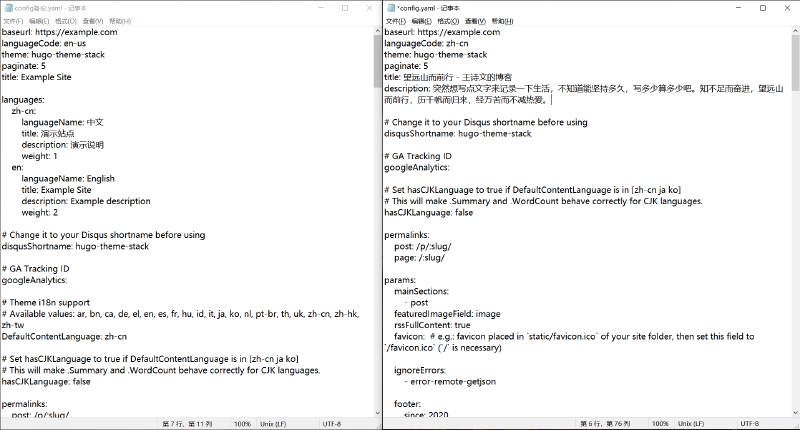 config备份.yaml - 记事本
文件(F) 编辑(E) 格式(O) 查看(V) 帮助(H)
baseurl: https://example.com
languageCode: en-us
theme: hugo-theme-stack
paginate: 5
title: Example Site
languages:
zh-cn:
languageName: 中文
title: 演示站点
description: 演示说明
weight: 1
en:
languageName: English
title: Example Site
description: Example description
weight: 2
# Change it to your Disqus shortname before using
disqusShortname: hugo-theme-stack
# GA Tracking ID
googleAnalytics:
# Theme i18n support
# Available values: ar, bn, ca, de, el, en, es, fr, hu, id, it, ja, ko, nl, pt-br, th, uk, zh-cn, zh-hk,
zh-tw
DefaultContentLanguage: zh-cn
# Set hasCJKLanguage to true if DefaultContentLanguage is in [zh-cn ja ko]
# This will make .Summary and .WordCount behave correctly for CJK languages.
hasCJKLanguage: false
permalinks:
post: /p/:slug/
第 7 行，第 11 列 100% Unix (LF) UTF-8
*config.yaml - 记事本
文件(F) 编辑(E) 格式(O) 查看(V) 帮助(H)
baseurl: https://example.com
languageCode: zh-cn
theme: hugo-theme-stack
paginate: 5
title: 望远山而前行 - 王诗文的博客
description: 突然想写点文字来记录一下生活，不知道能坚持多久，写多少算多少吧。知不足而奋进，望远山
而前行，历千帆而归来，经万苦而不减热爱。
# Change it to your Disqus shortname before using
disqusShortname: hugo-theme-stack
# GA Tracking ID
googleAnalytics:
# Set hasCJKLanguage to true if DefaultContentLanguage is in [zh-cn ja ko]
# This will make .Summary and .WordCount behave correctly for CJK languages.
hasCJKLanguage: false
permalinks:
post: /p/:slug/
page: /:slug/
params:
mainSections:
- post
featuredImageField: image
rssFullContent: true
favicon: # e.g.: favicon placed in `static/favicon.ico` of your site folder, then set this field to
`/favicon.ico` (`/` is necessary)
ignoreErrors:
- error-remote-getjson
footer:
since: 2020
第 6 行，第 76 列 100% Unix (LF) UTF-8